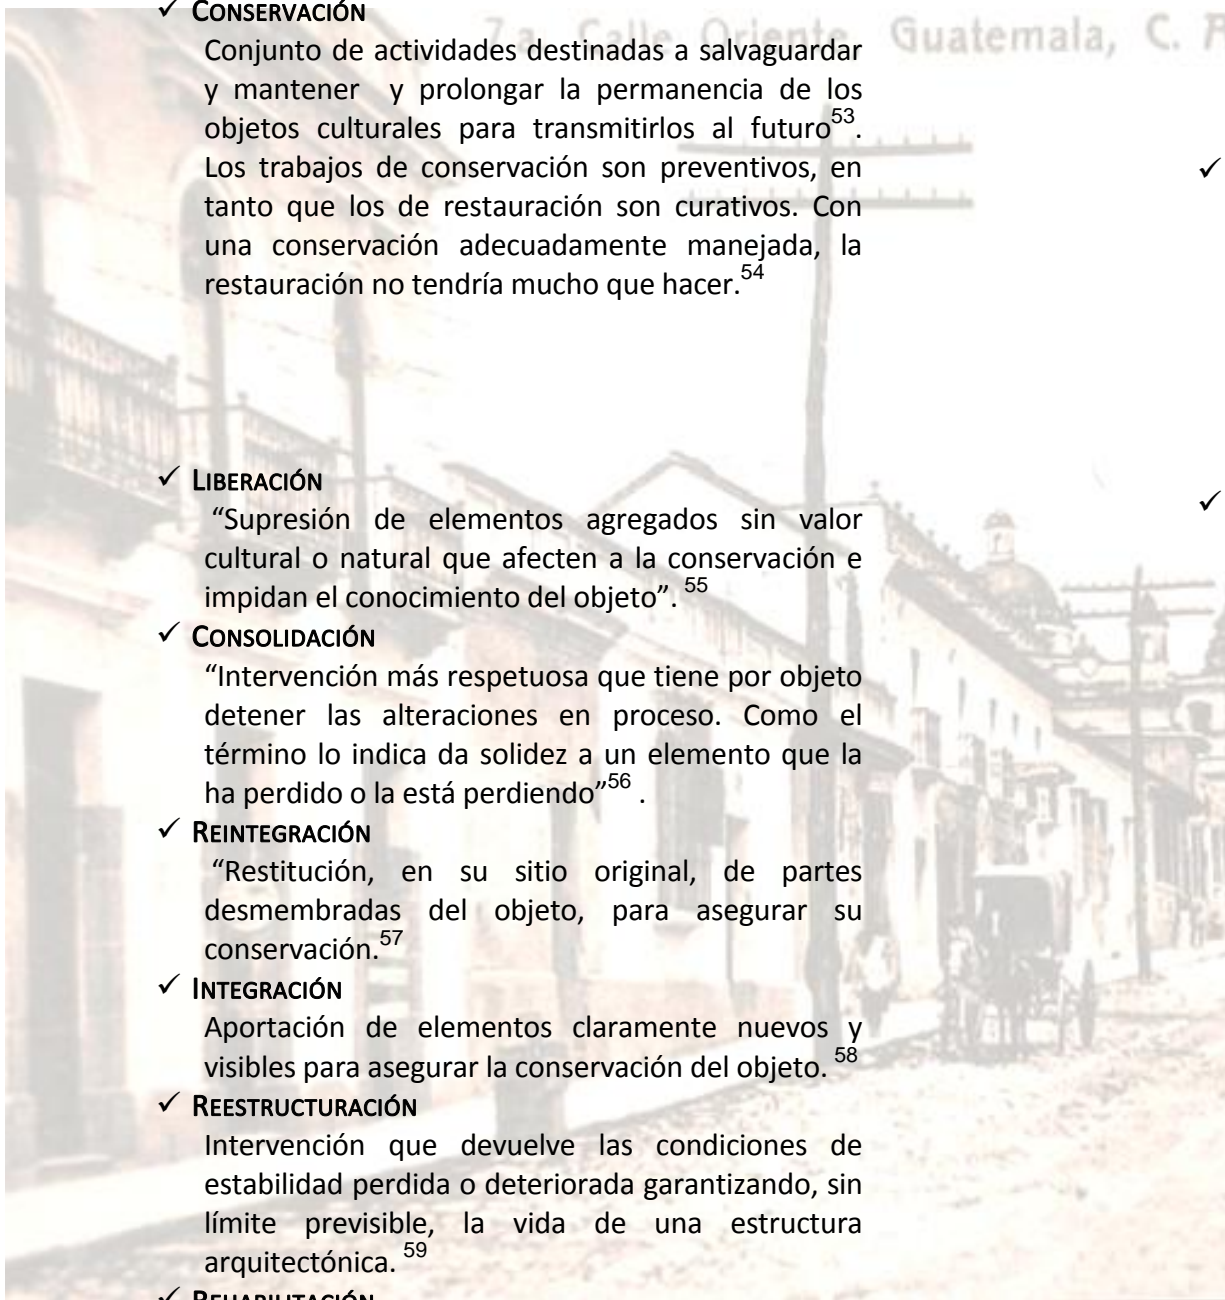 ✓ CONSERVACIÓN
7a. Calle Oriente, Guatemala, C.
Conjunto de actividades destinadas a salvaguardar
y mantener y prolongar la permanencia de los
objetos culturales para transmitirlos al futuro53.
Los trabajos de conservación son preventivos, en
tanto que los de restauración son curativos. Con
una conservación adecuadamente manejada, la
restauración no tendría mucho que hacer.54
✓ LIBERACIÓN
“Supresión de elementos agregados sin valor
cultural o natural que afecten a la conservación e
impidan el conocimiento del objeto”. 55
✓ CONSOLIDACIÓN
“Intervención más respetuosa que tiene por objeto
detener las alteraciones en proceso. Como el
término lo indica da solidez a un elemento que la
ha perdido o la está perdiendo”56 .
✓ REINTEGRACIÓN
“Restitución, en su sitio original, de partes
desmembradas del objeto, para asegurar su
conservación.57
✓ INTEGRACIÓN
Aportación de elementos claramente nuevos y
visibles para asegurar la conservación del objeto. 58
✓ REESTRUCTURACIÓN
Intervención que devuelve las condiciones de
estabilidad perdida o deteriorada garantizando, sin
límite previsible, la vida de una estructura
arquitectónica. 59
✓ REHABILITACIÓN
✓
✓